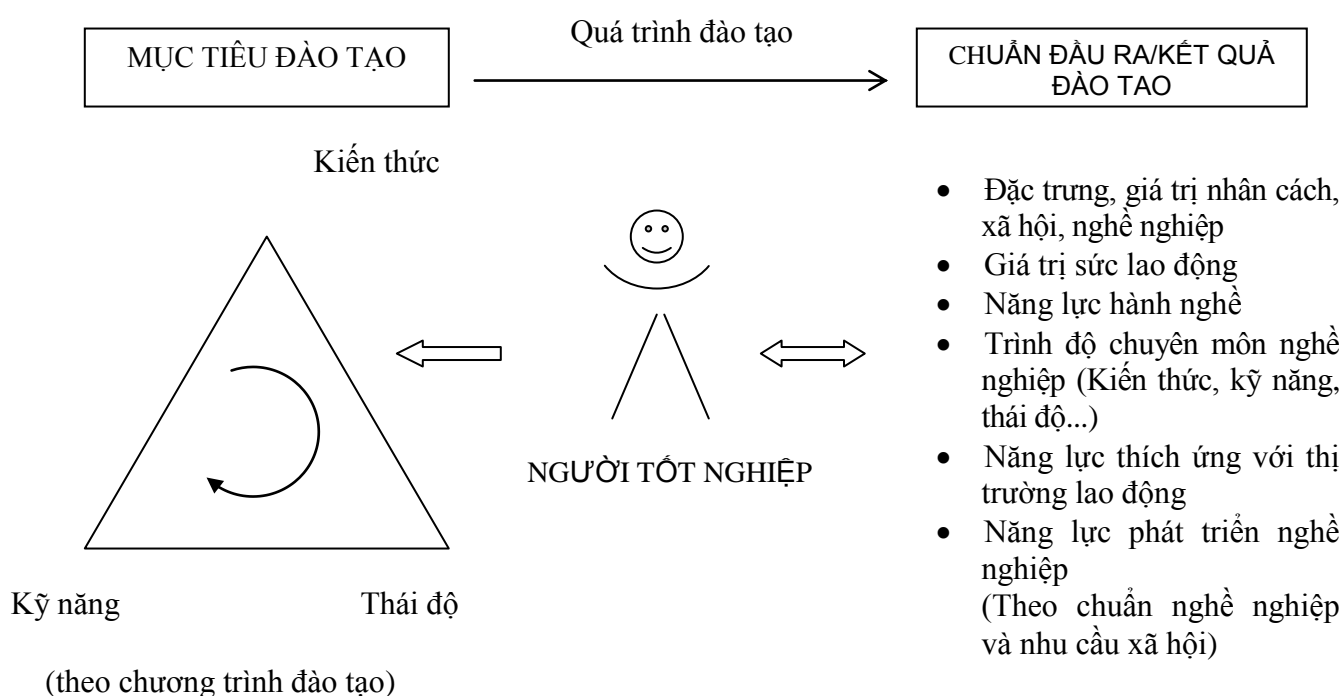 Quá trình đào tạo
MỤC TIÊU ĐÀO TẠO
CHUẨN ĐẦU RA/KẾT QUẢ
ĐÀO TAO
Kiến thức
Kỹ năng
Thái độ
(theo chương trình đào tạo)
NGƯỜI TỐT NGHIỆP
• Đặc trưng, giá trị nhân cách,
xã hội, nghề nghiệp
• Giá trị sức lao động
• Năng lực hành nghề
• Trình độ chuyên môn nghề
nghiệp (Kiến thức, kỹ năng,
thái độ...)
• Năng lực thích ứng với thị
trường lao động
• Năng lực phát triển nghề
nghiệp
(Theo chuẩn nghề nghiệp
và nhu cầu xã hội)